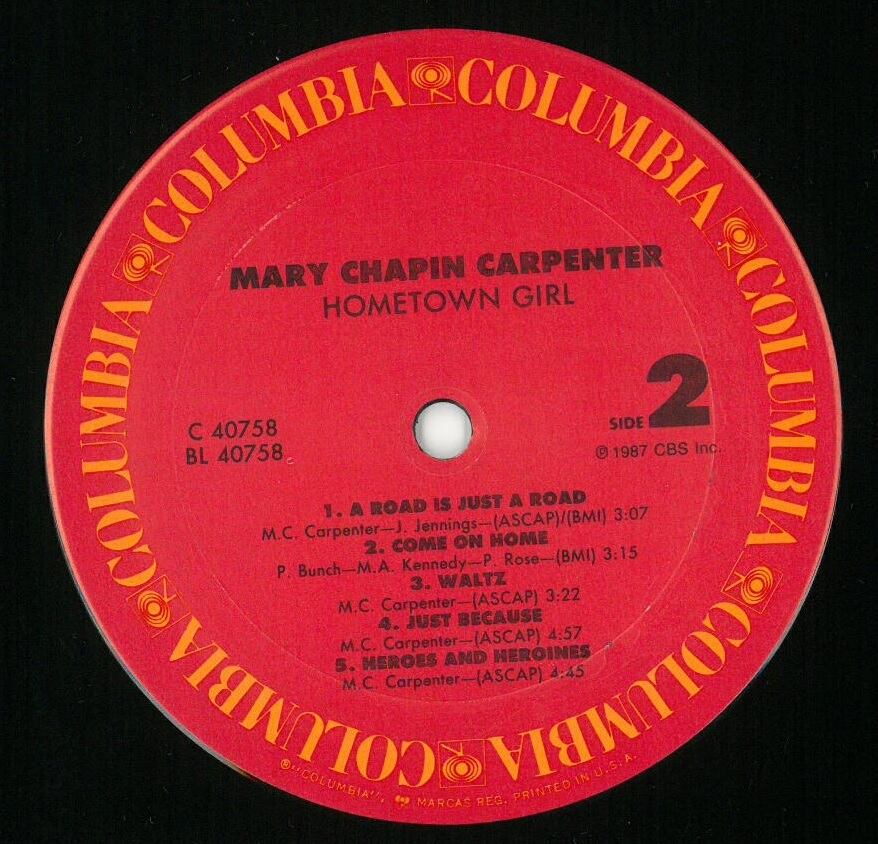 COLUMBIA COLUMBIA COLUMBIA COLUMBIA COLUMBIA COLUMBIA COLUMBIA COLUMBIA
MARY CHAPIN CARPENTER
HOMETOWN GIRL
C 40758
BL 40758
SIDE 2
℗ 1987 CBS Inc.
1. A ROAD IS JUST A ROAD
M.C. Carpenter—J. Jennings—(ASCAP)/(BMI) 3:07
2. COME ON HOME
P. Bunch—M.A. Kennedy—P. Rose—(BMI) 3:15
3. WALTZ
M.C. Carpenter—(ASCAP) 3:22
4. JUST BECAUSE
M.C. Carpenter—(ASCAP) 4:57
5. HEROES AND HEROINES
M.C. Carpenter—(ASCAP) 4:45
®"COLUMBIA", MARCAS REG. PRINTED IN U.S.A.